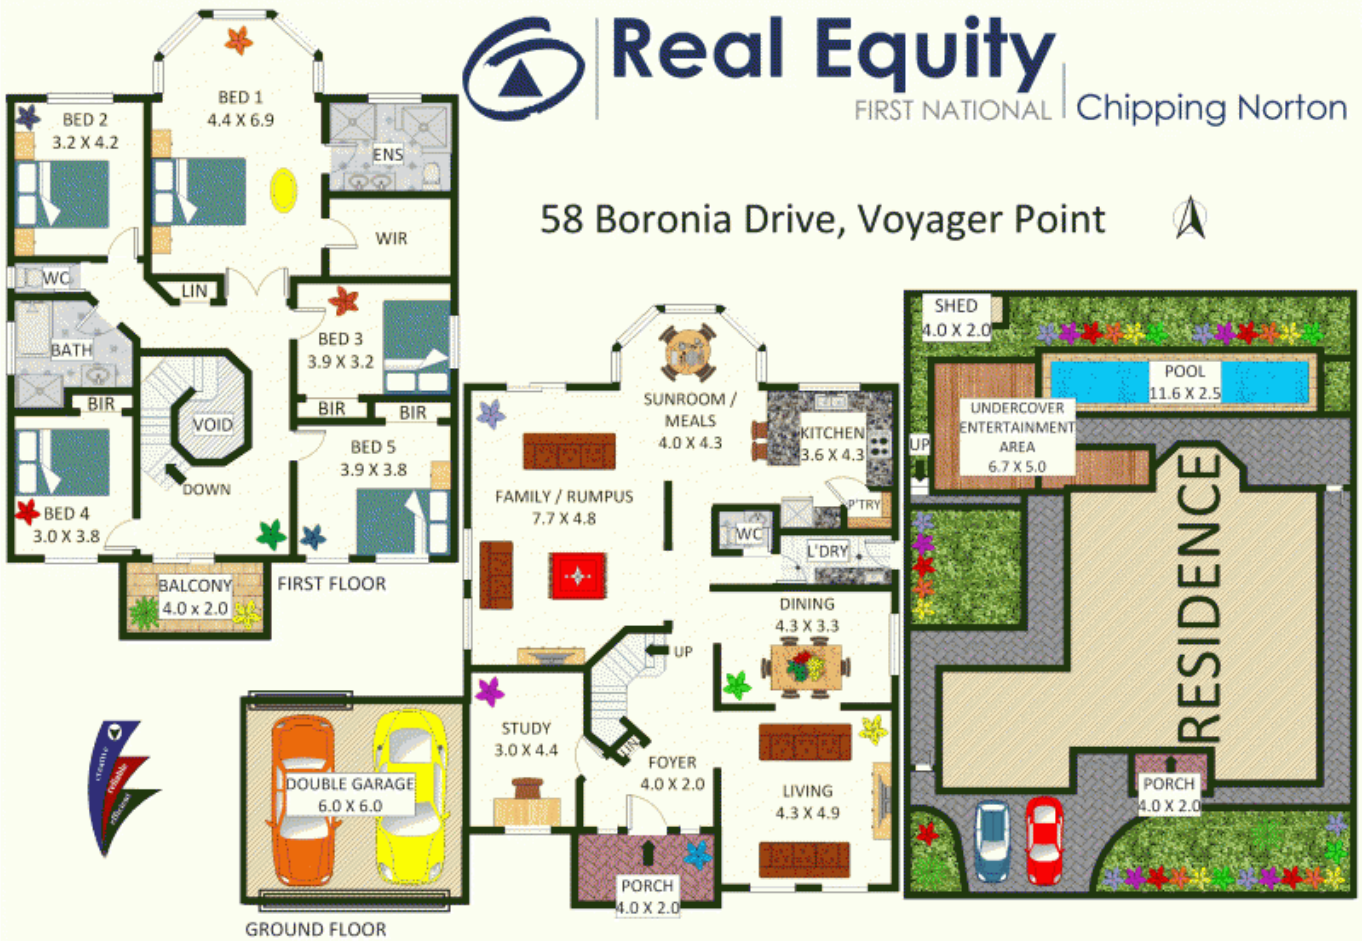 Real Equity
FIRST NATIONAL
Chipping Norton
58 Boronia Drive, Voyager Point
BED 1
4.4 X 6.9
BED 2
3.2 X 4.2
ENS
WIR
WC
LIN
BED 3
3.9 X 3.2
BATH
BIR
BIR
BIR
VOID
BED 5
3.9 X 3.8
DOWN
BED 4
3.0 X 3.8
BALCONY
4.0 x 2.0
FIRST FLOOR
SUNROOM /
MEALS
4.0 X 4.3
KITCHEN
3.6 X 4.3
FAMILY / RUMPUS
7.7 X 4.8
P'TRY
WC
L'DRY
DINING
4.3 X 3.3
UP
STUDY
3.0 X 4.4
LIN
FOYER
4.0 X 2.0
LIVING
4.3 X 4.9
DOUBLE GARAGE
6.0 X 6.0
PORCH
4.0 X 2.0
GROUND FLOOR
SHED
4.0 X 2.0
POOL
11.6 X 2.5
UNDERCOVER
ENTERTAINMENT
AREA
6.7 X 5.0
UP
RESIDENCE
PORCH
4.0 X 2.0
creative
reliable
efficient